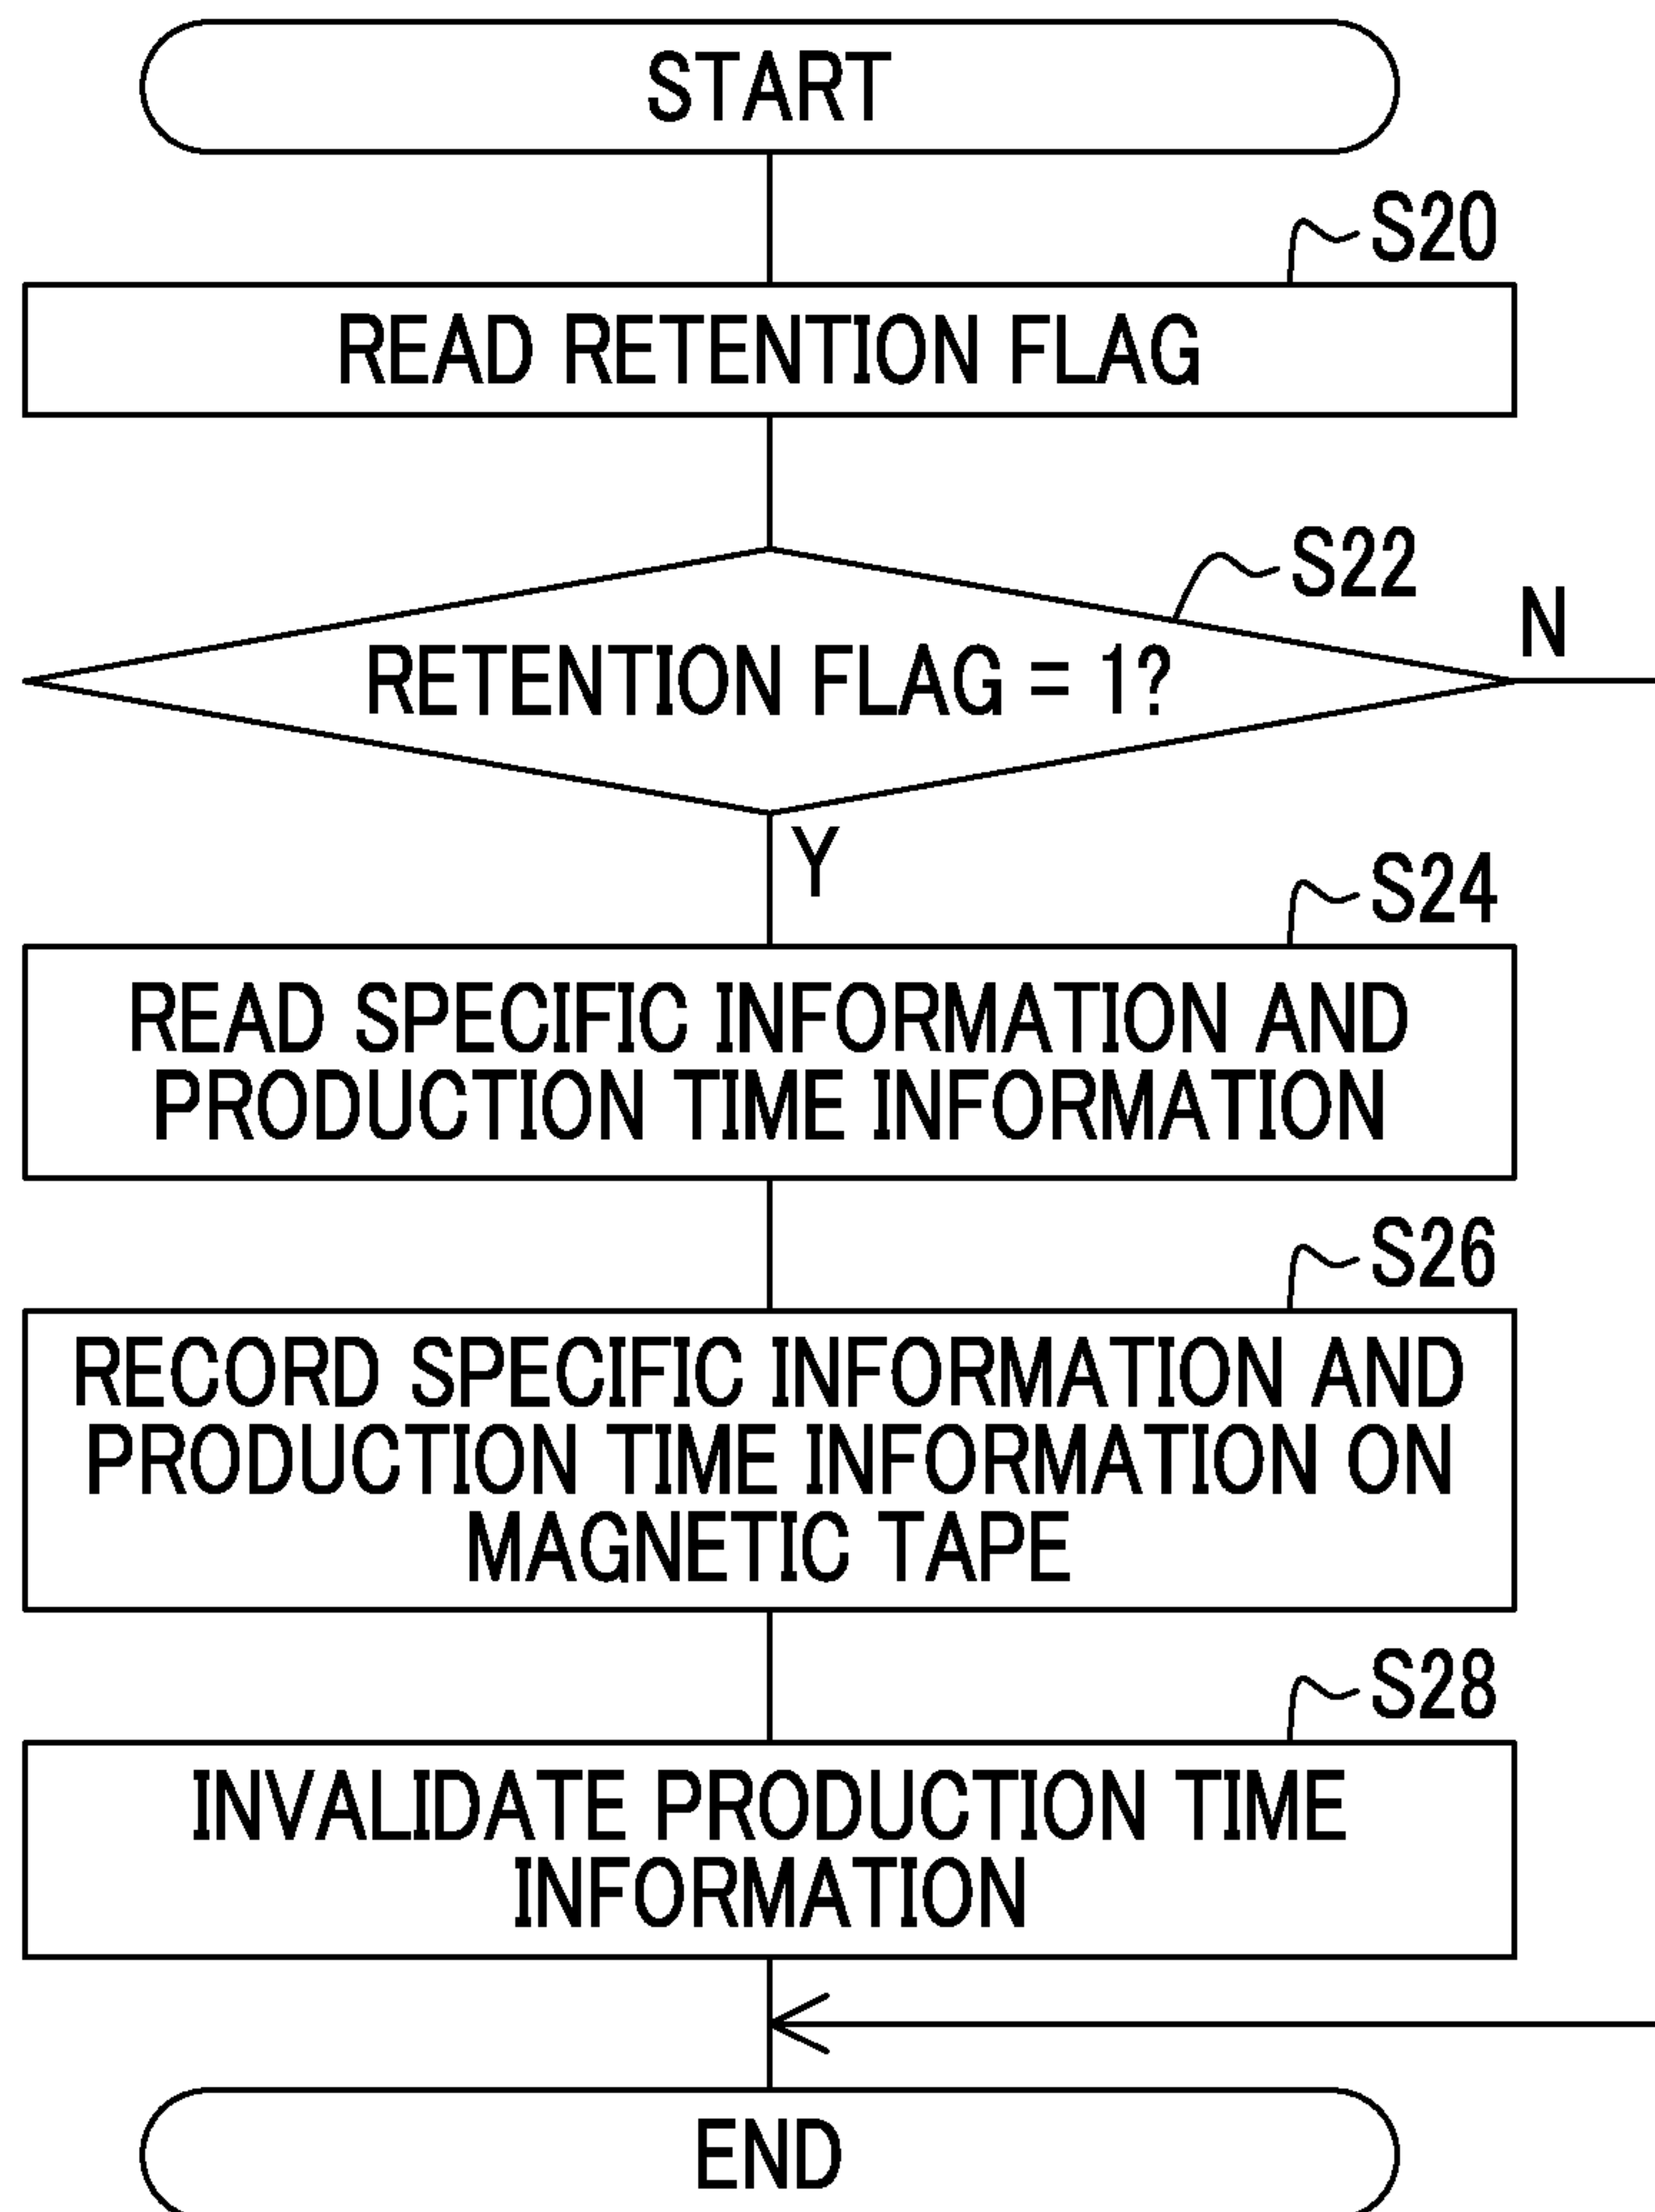 START
S20
READ RETENTION FLAG
S22
N
RETENTION FLAG = 1?
Y
S24
READ SPECIFIC INFORMATION AND
PRODUCTION TIME INFORMATION
S26
RECORD SPECIFIC INFORMATION AND
PRODUCTION TIME INFORMATION ON
MAGNETIC TAPE
S28
INVALIDATE PRODUCTION TIME
INFORMATION
END